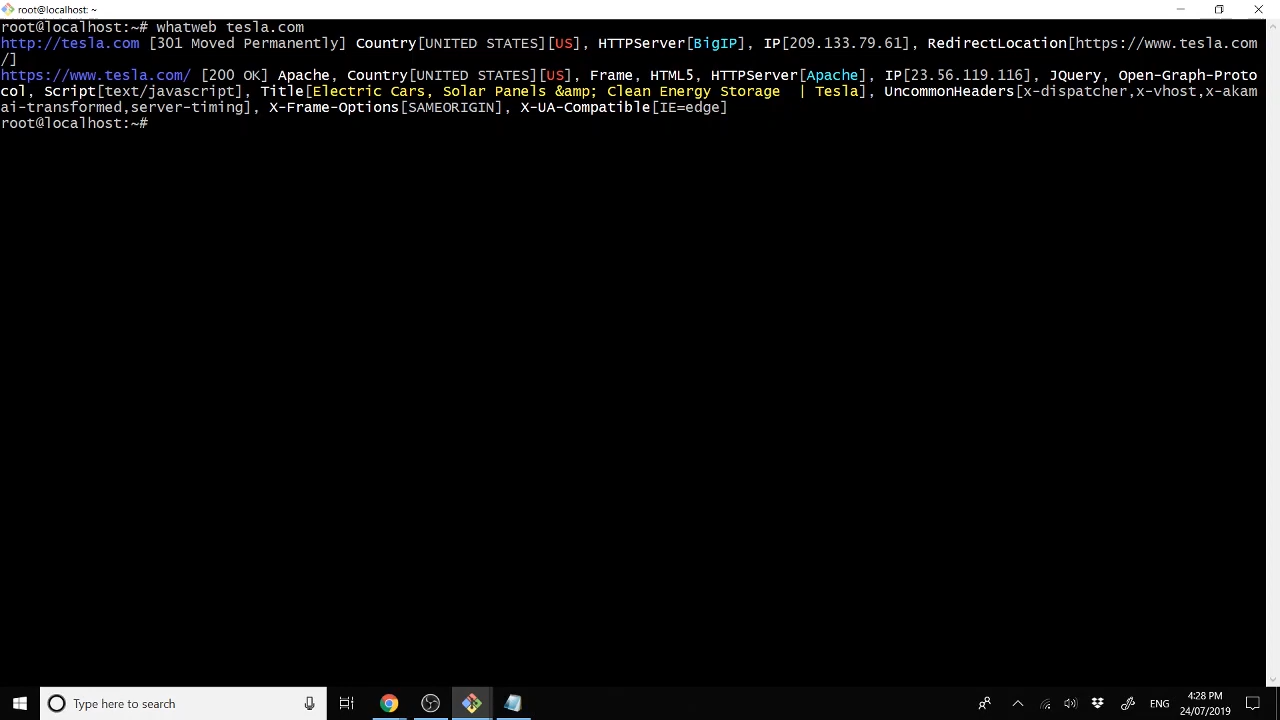 root@localhost: ~
root@localhost:~# whatweb tesla.com
http://tesla.com [301 Moved Permanently] Country[UNITED STATES][US], HTTPServer[BigIP], IP[209.133.79.61], RedirectLocation[https://www.tesla.com
/]
https://www.tesla.com/ [200 OK] Apache, Country[UNITED STATES][US], Frame, HTML5, HTTPServer[Apache], IP[23.56.119.116], JQuery, Open-Graph-Proto
col, Script[text/javascript], Title[Electric Cars, Solar Panels &amp; Clean Energy Storage  | Tesla], UncommonHeaders[x-dispatcher,x-vhost,x-akam
ai-transformed,server-timing], X-Frame-Options[SAMEORIGIN], X-UA-Compatible[IE=edge]
root@localhost:~#
Type here to search
ENG
4:28 PM
24/07/2019